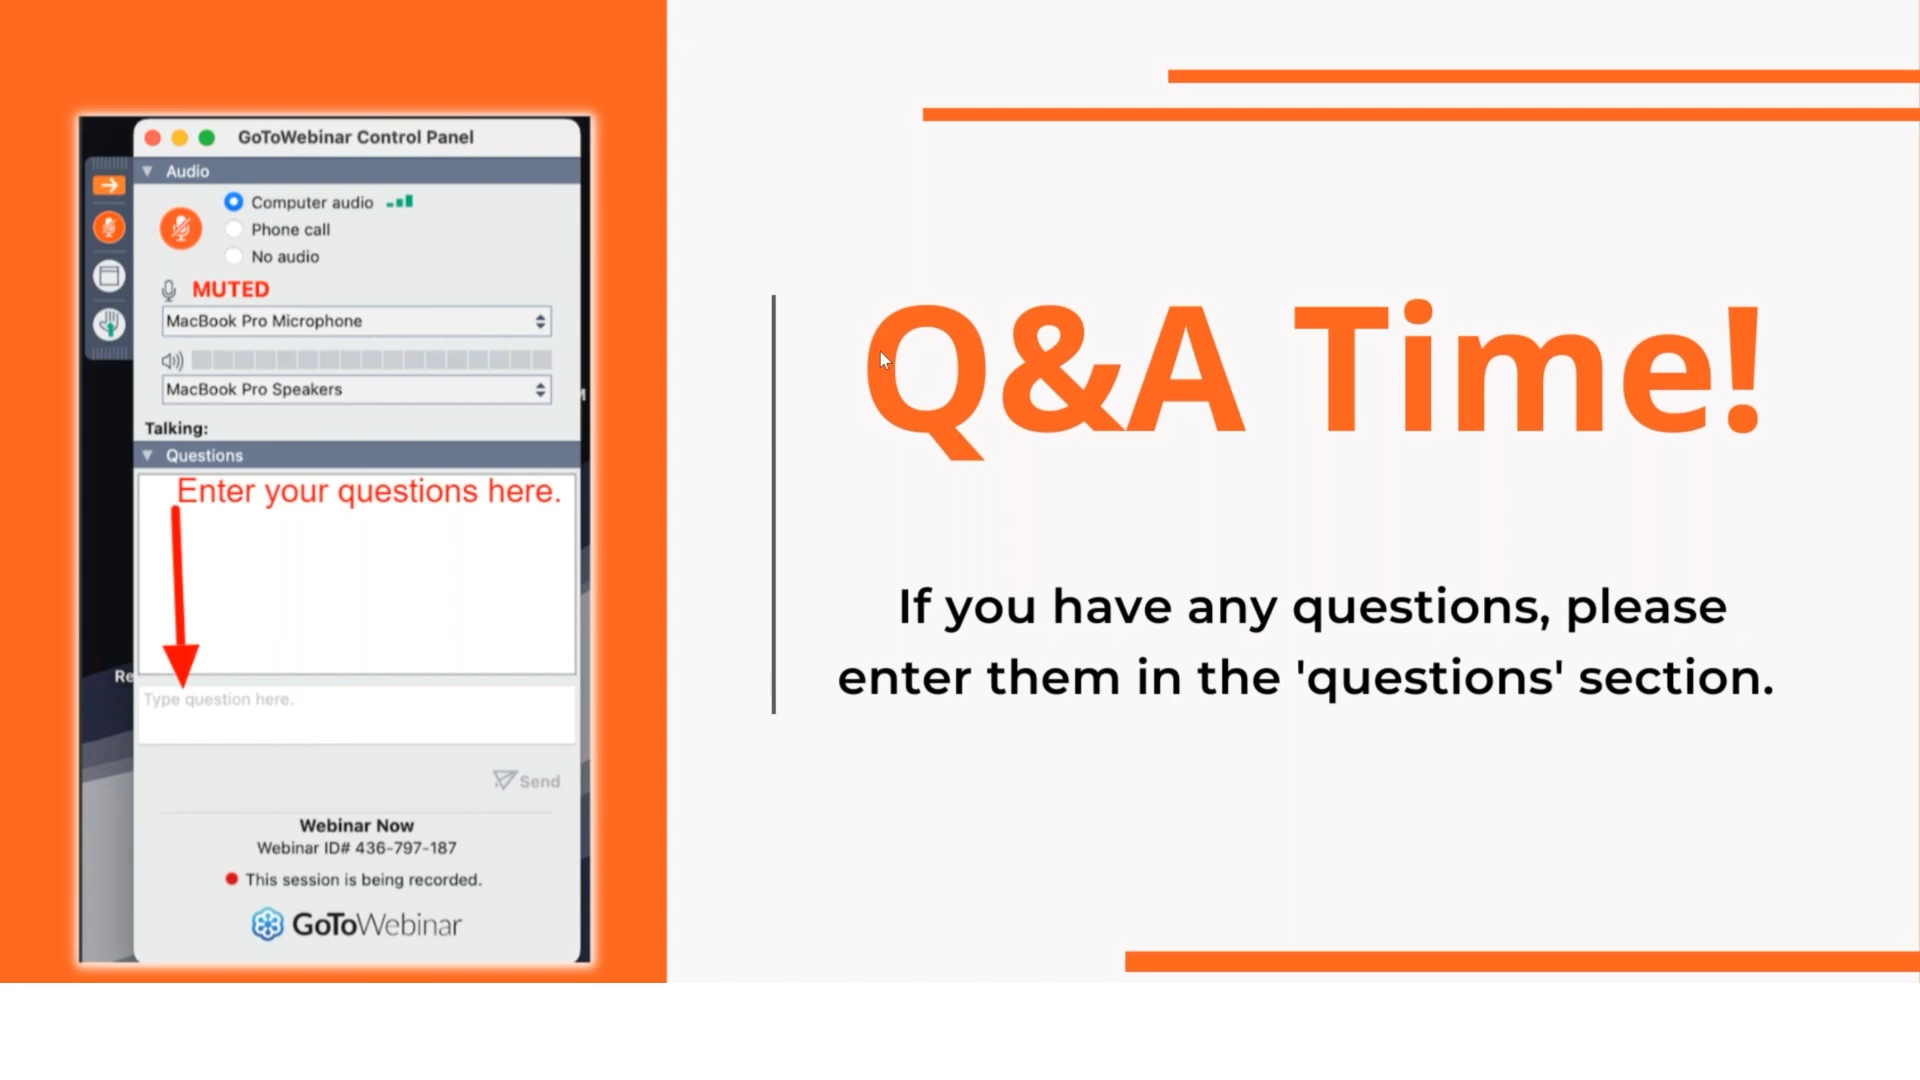 GoToWebinar Control Panel
Audio
Computer audio
Phone call
No audio
MUTED
MacBook Pro Microphone
MacBook Pro Speakers
Talking:
Questions
Enter your questions here.
Re
Type question here.
Send
Webinar Now
Webinar ID# 436-797-187
This session is being recorded.
GoToWebinar
Q&A Time!
If you have any questions, please
enter them in the 'questions' section.